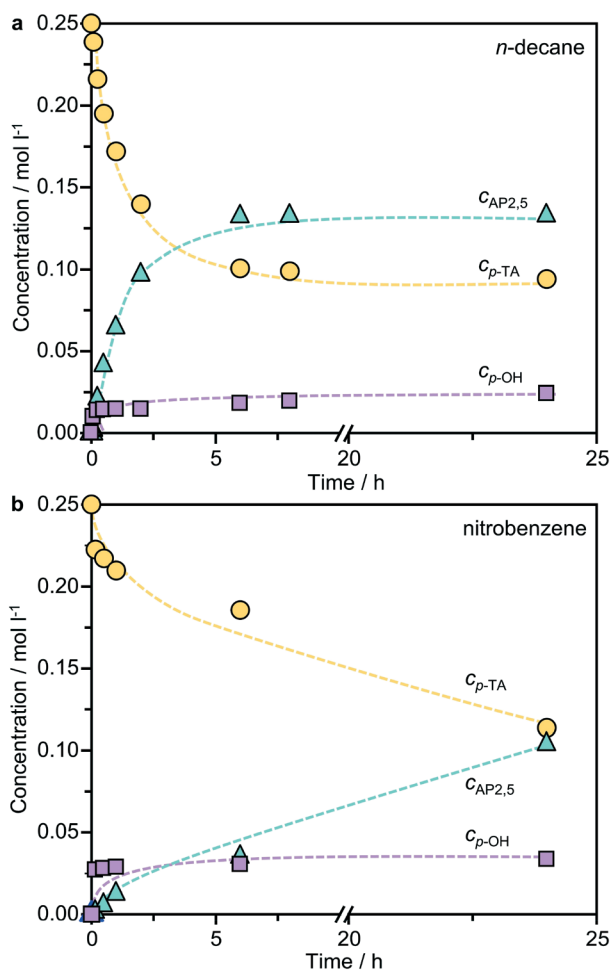 a
n-decane
0.25
0.20
0.15
0.10
0.05
0.00
Concentration / mol l⁻¹
cAP2,5
cp-TA
cp-OH
0 5 20 25
Time / h
b
nitrobenzene
0.25
0.20
0.15
0.10
0.05
0.00
Concentration / mol l⁻¹
cp-TA
cAP2,5
cp-OH
0 5 20 25
Time / h